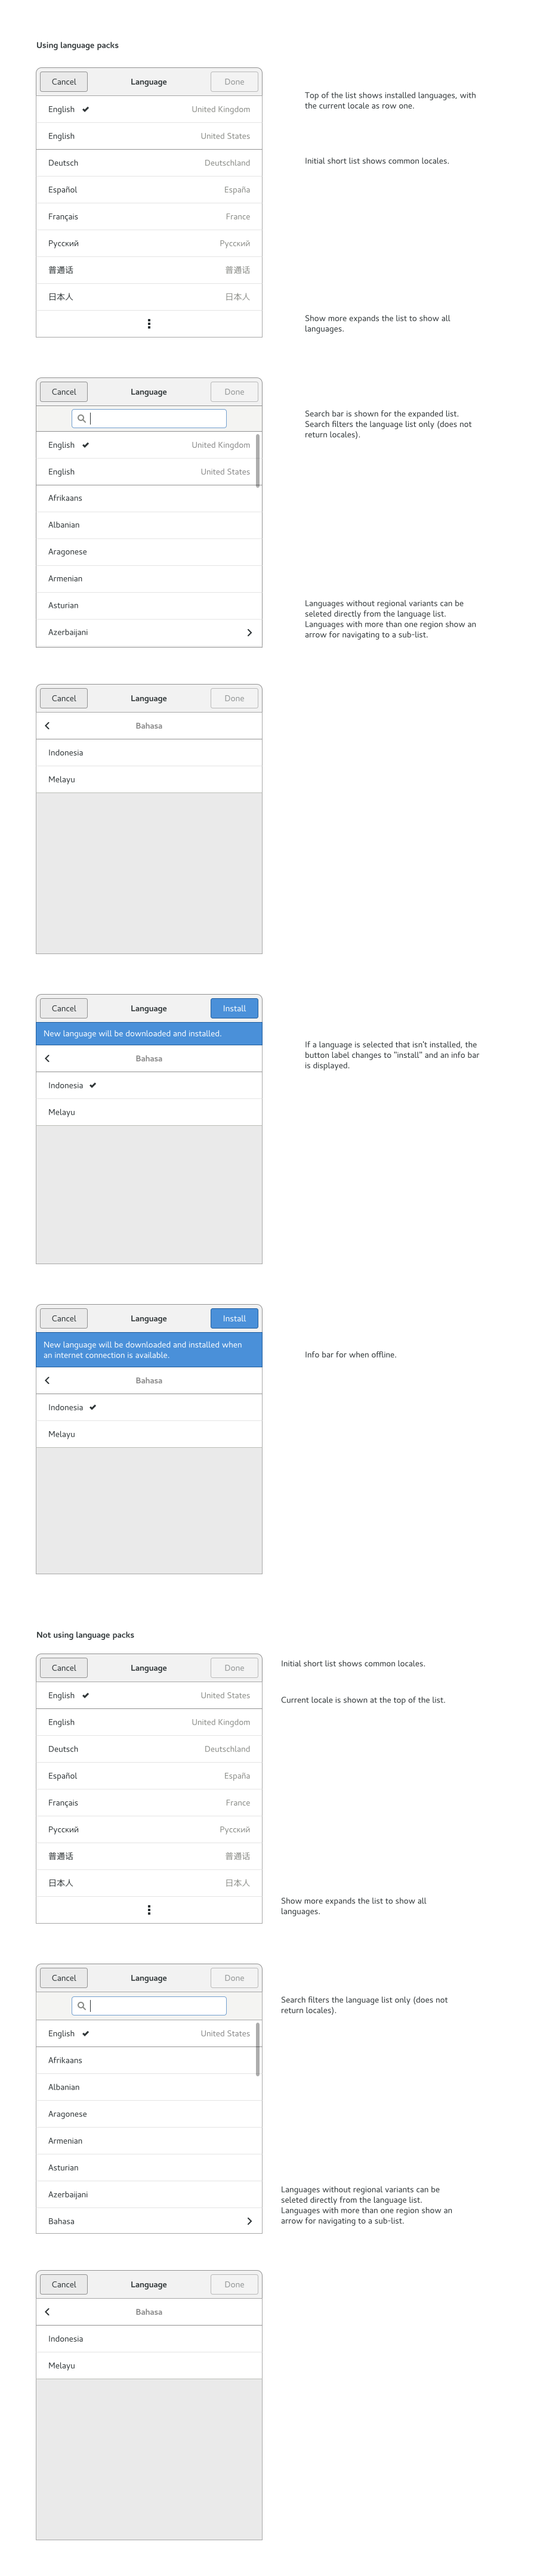 Using language packs
Cancel Language Done
English United Kingdom
English United States
Deutsch Deutschland
Español España
Français France
Русский Русский
普通话 普通话
日本人 日本人
Top of the list shows installed languages, with
the current locale as row one.
Initial short list shows common locales.
Show more expands the list to show all
languages.
Cancel Language Done
English United Kingdom
English United States
Afrikaans
Albanian
Aragonese
Armenian
Asturian
Azerbaijani
Search bar is shown for the expanded list.
Search filters the language list only (does not
return locales).
Languages without regional variants can be
seleted directly from the language list.
Languages with more than one region show an
arrow for navigating to a sub-list.
Cancel Language Done
Bahasa
Indonesia
Melayu
Cancel Language Install
New language will be downloaded and installed.
Bahasa
Indonesia
Melayu
If a language is selected that isn't installed, the
button label changes to "install" and an info bar
is displayed.
Cancel Language Install
New language will be downloaded and installed when
an internet connection is available.
Bahasa
Indonesia
Melayu
Info bar for when offline.
Not using language packs
Cancel Language Done
English United States
English United Kingdom
Deutsch Deutschland
Español España
Français France
Русский Русский
普通话 普通话
日本人 日本人
Initial short list shows common locales.
Current locale is shown at the top of the list.
Show more expands the list to show all
languages.
Cancel Language Done
English United States
Afrikaans
Albanian
Aragonese
Armenian
Asturian
Azerbaijani
Bahasa
Search filters the language list only (does not
return locales).
Languages without regional variants can be
seleted directly from the language list.
Languages with more than one region show an
arrow for navigating to a sub-list.
Cancel Language Done
Bahasa
Indonesia
Melayu